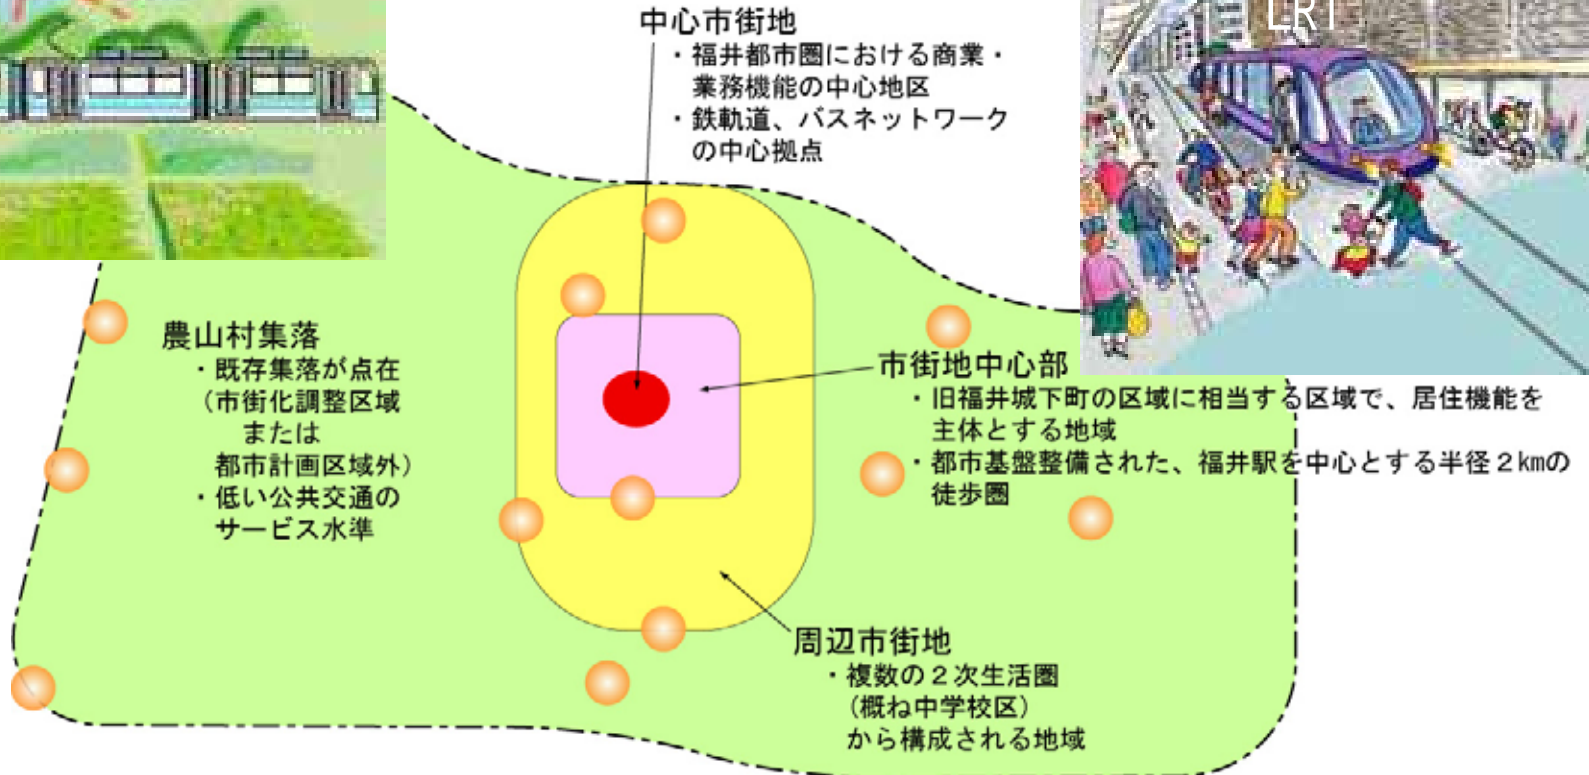 中心市街地
・福井都市圏における商業・
業務機能の中心地区
・鉄軌道、バスネットワーク
の中心拠点
LRT
農山村集落
・既存集落が点在
（市街化調整区域
または
都市計画区域外）
・低い公共交通の
サービス水準
市街地中心部
・旧福井城下町の区域に相当する区域で、居住機能を
主体とする地域
・都市基盤整備された、福井駅を中心とする半径２kmの
徒歩圏
周辺市街地
・複数の２次生活圏
（概ね中学校区）
から構成される地域